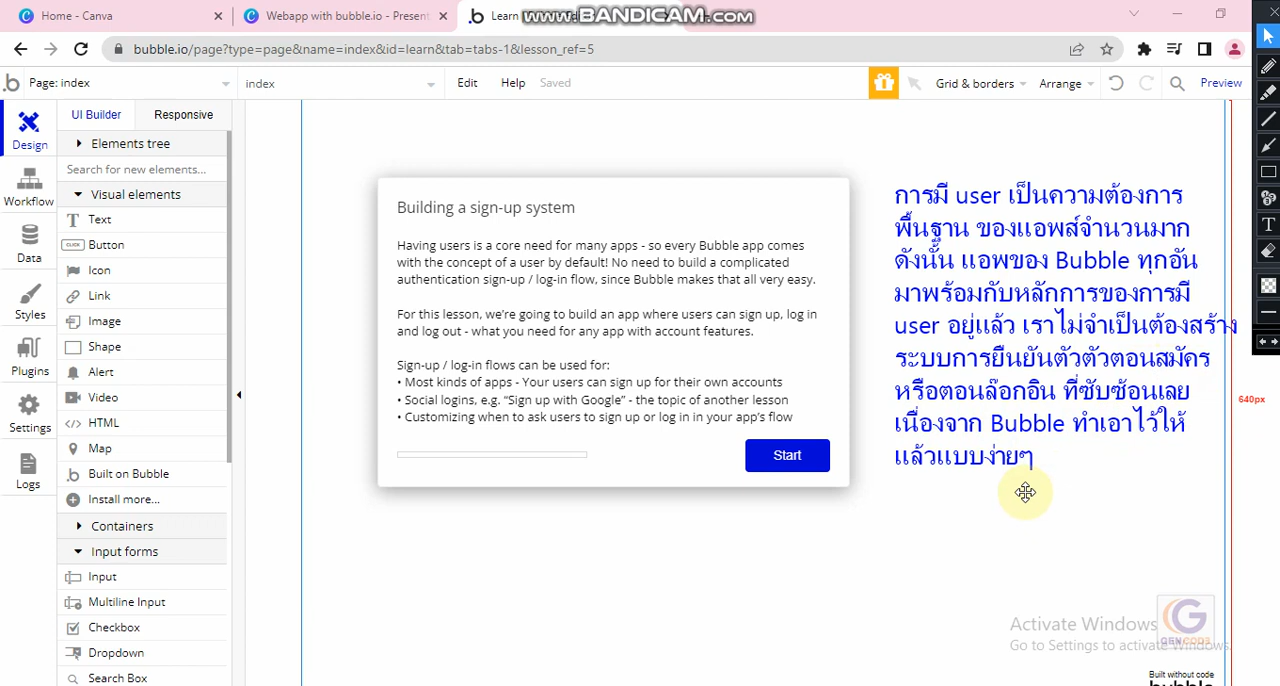 Home - Canva
Webapp with bubble.io - Present
Learn
www.BANDICAM.com
bubble.io/page?type=page&name=index&id=learn&tab=tabs-1&lesson_ref=5
Page: index
index
Edit
Help
Saved
Grid & borders
Arrange
Preview
UI Builder
Responsive
Design
Workflow
Data
Styles
Plugins
Settings
Logs
Elements tree
Search for new elements...
Visual elements
Text
CLICK
Button
Icon
Link
Image
Shape
Alert
Video
HTML
Map
Built on Bubble
Install more...
Containers
Input forms
Input
Multiline Input
Checkbox
Dropdown
Search Box
Building a sign-up system
Having users is a core need for many apps - so every Bubble app comes
with the concept of a user by default! No need to build a complicated
authentication sign-up / log-in flow, since Bubble makes that all very easy.
For this lesson, we're going to build an app where users can sign up, log in
and log out - what you need for any app with account features.
Sign-up / log-in flows can be used for:
• Most kinds of apps - Your users can sign up for their own accounts
• Social logins, e.g. “Sign up with Google” - the topic of another lesson
• Customizing when to ask users to sign up or log in in your app's flow
Start
การมี user เป็นความต้องการ
พื้นฐาน ของแอพส์จำนวนมาก
ดังนั้น แอพของ Bubble ทุกอัน
มาพร้อมกับหลักการของการมี
user อยู่แล้ว เราไม่จำเป็นต้องสร้าง
ระบบการยืนยันตัวตัวตอนสมัคร
หรือตอนล๊อกอิน ที่ซับซ้อนเลย
เนื่องจาก Bubble ทำเอาไว้ให้
แล้วแบบง่ายๆ
640px
Activate Windows
Go to Settings to activate Windows.
GENCODE
Built without code
bubble